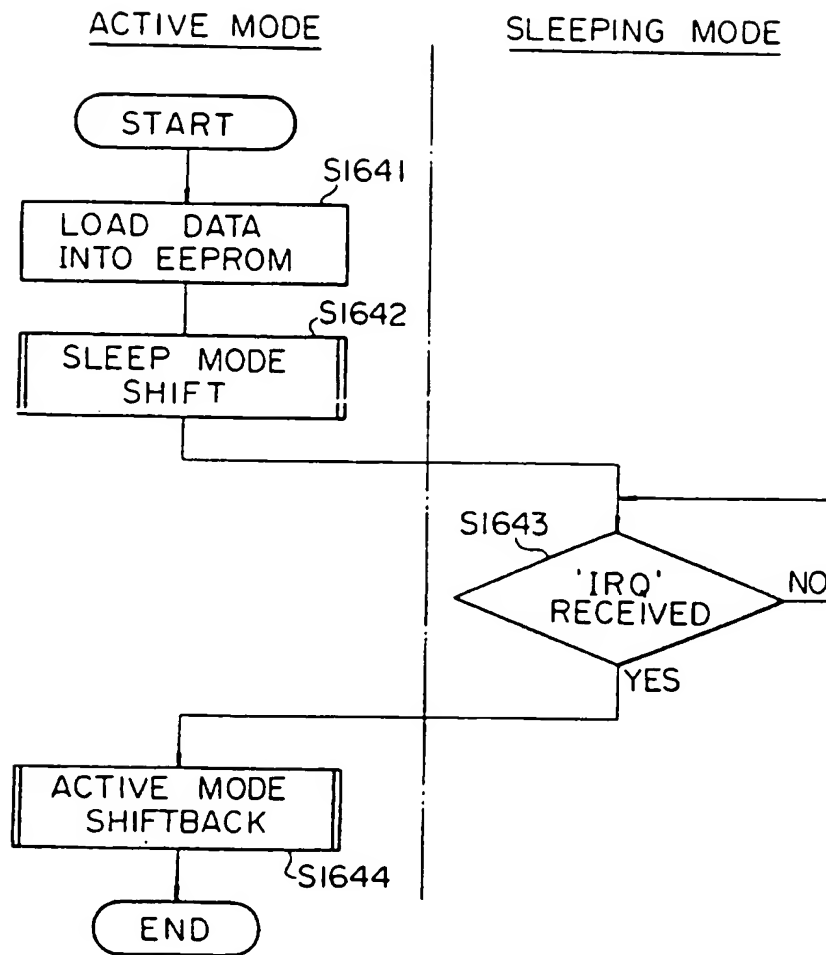 ACTIVE MODE
SLEEPING MODE
START
S1641
LOAD DATA
INTO EEPROM
S1642
SLEEP MODE
SHIFT
S1643
'IRQ'
RECEIVED
NO
YES
ACTIVE MODE
SHIFTBACK
S1644
END